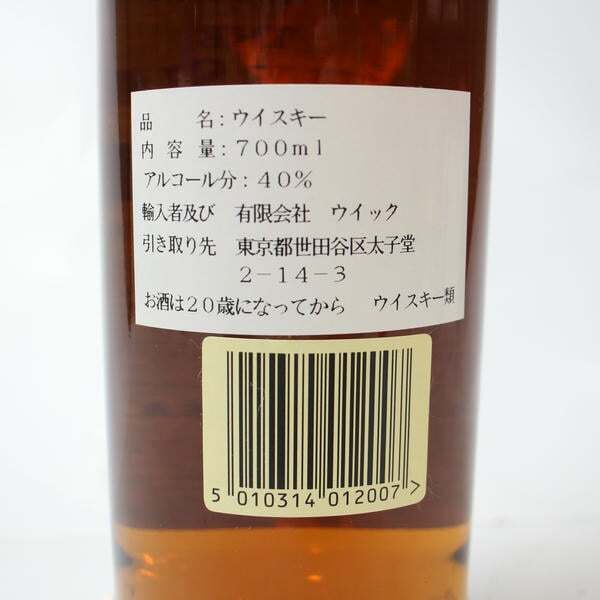 品　　名：ウイスキー
内 容 量：７００ｍｌ
アルコール分：４０％
輸入者及び　有限会社　ウイック
引き取り先　東京都世田谷区太子堂
２－１４－３
お酒は２０歳になってから　ウイスキー類
5 010314 012007 >